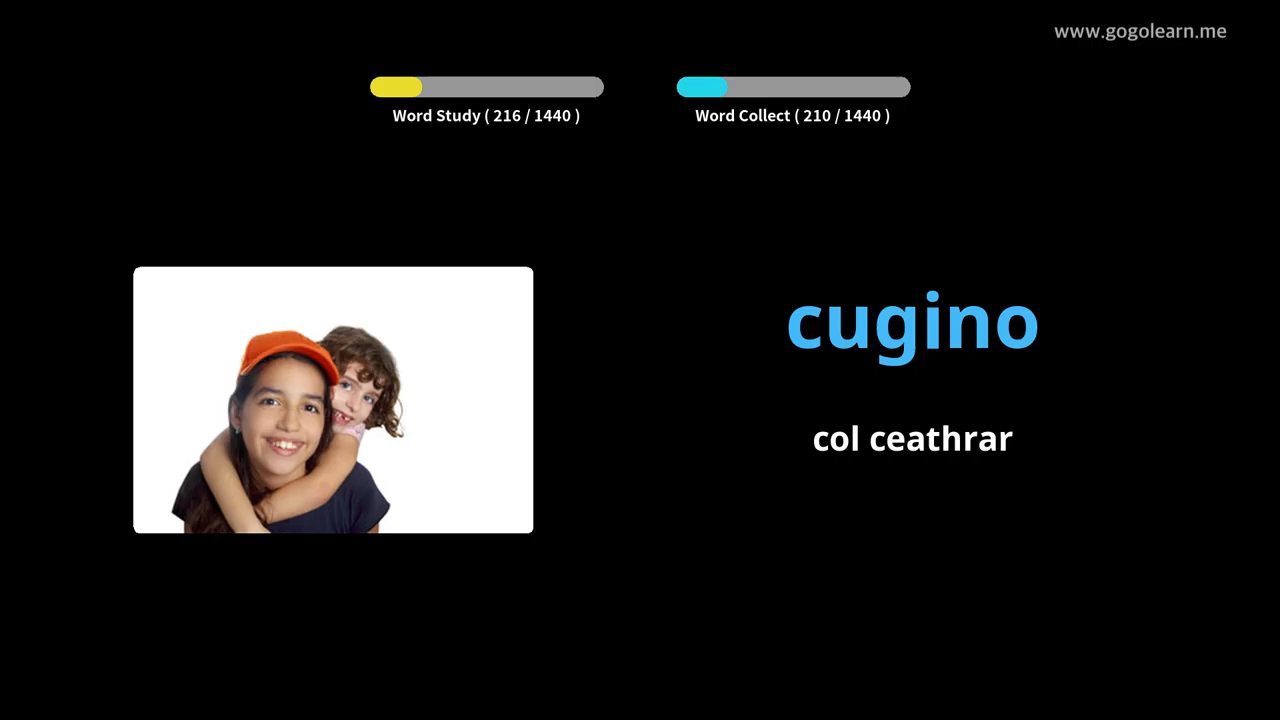 www.gogolearn.me
Word Study ( 216 / 1440 )
Word Collect ( 210 / 1440 )
cugino
col ceathrar